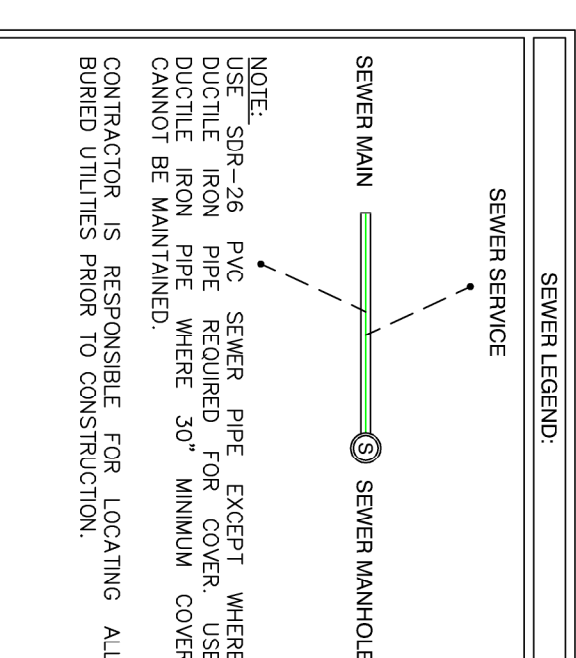 SEWER LEGEND:
SEWER SERVICE
SEWER MAIN
S
SEWER MANHOLE
NOTE:
USE SDR-26 PVC SEWER PIPE EXCEPT WHERE
DUCTILE IRON PIPE REQUIRED FOR COVER. USE
DUCTILE IRON PIPE WHERE 30" MINIMUM COVER
CANNOT BE MAINTAINED.
CONTRACTOR IS RESPONSIBLE FOR LOCATING ALL
BURIED UTILITIES PRIOR TO CONSTRUCTION.